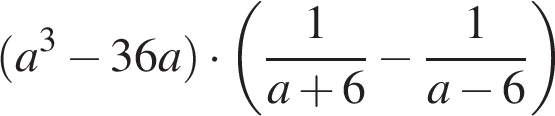 (a³ − 36a) · (1/(a + 6) − 1/(a − 6))